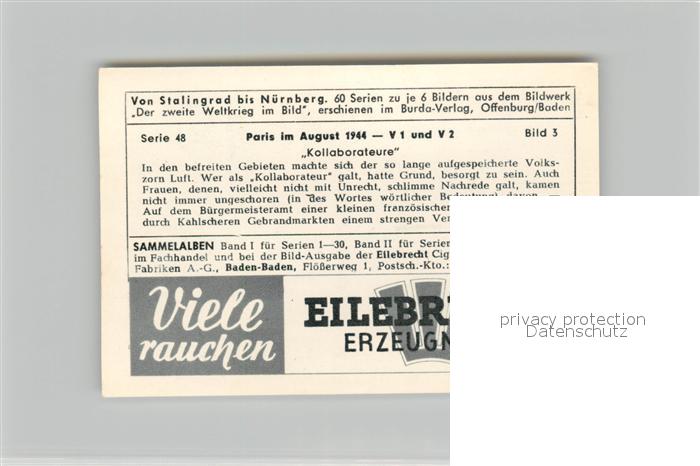 Von Stalingrad bis Nürnberg. 60 Serien zu je 6 Bildern aus dem Bildwerk
„Der zweite Weltkrieg im Bild", erschienen im Burda-Verlag, Offenburg/Baden
Serie 48 Paris im August 1944 — V 1 und V 2 Bild 3
„Kollaborateure"
In den befreiten Gebieten machte sich der so lange aufgespeicherte Volks-
zorn Luft. Wer als „Kollaborateur" galt, hatte Grund, besorgt zu sein. Auch
Frauen, denen, vielleicht nicht mit Unrecht, schlimme Nachrede galt, kamen
nicht immer ungeschoren (in des Wortes wörtlicher
Auf dem Bürgermeisteramt einer kleinen
durch Kahlscheren Gebrandmarkten einem strengen
SAMMELALBEN Band I für Serien 1—30, Band II für
im Fachhandel und bei der Bild-Ausgabe der Eilebrecht
Fabriken A.-G., Baden-Baden, Flößerweg 1, Postsch.-Kto.:
Viele
rauchen
privacy protection
Datenschutz